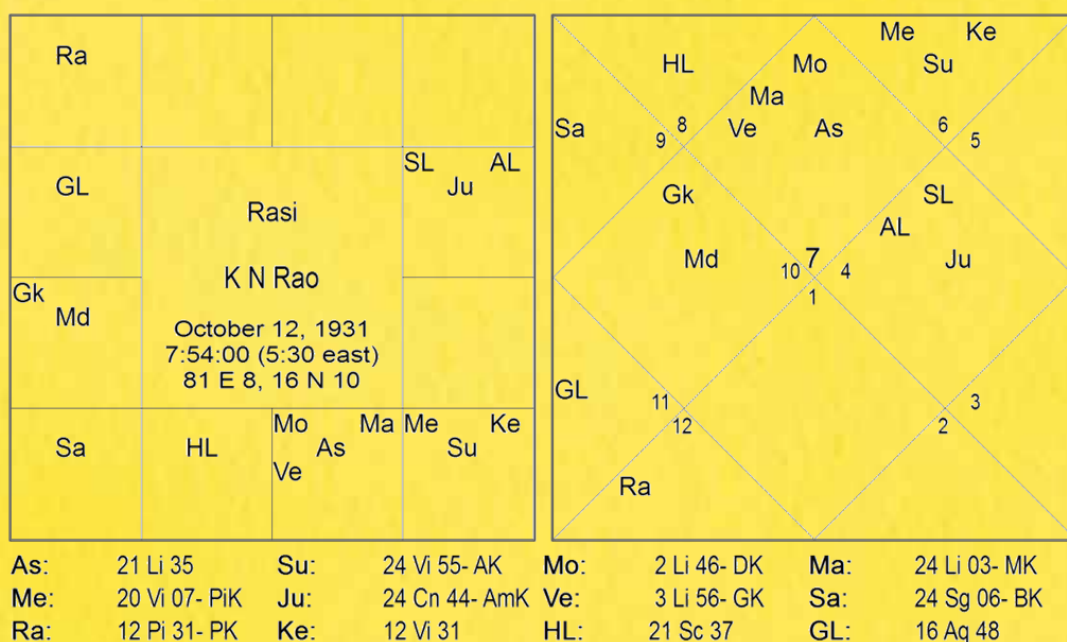 Ra
GL
SL AL
Ju
Gk
Md
Rasi
K N Rao
October 12, 1931
7:54:00 (5:30 east)
81 E 8, 16 N 10
Sa
HL
Mo Ma
As
Ve
Me Ke
Su
Me Ke
HL Mo Su
Ma
Sa Ve As
8 6
9 5
Gk SL
AL
Md 7 Ju
10 4
1
GL
11 3
12 2
Ra
As: 21 Li 35 Su: 24 Vi 55- AK Mo: 2 Li 46- DK Ma: 24 Li 03- MK
Me: 20 Vi 07- PiK Ju: 24 Cn 44- AmK Ve: 3 Li 56- GK Sa: 24 Sg 06- BK
Ra: 12 Pi 31- PK Ke: 12 Vi 31 HL: 21 Sc 37 GL: 16 Aq 48